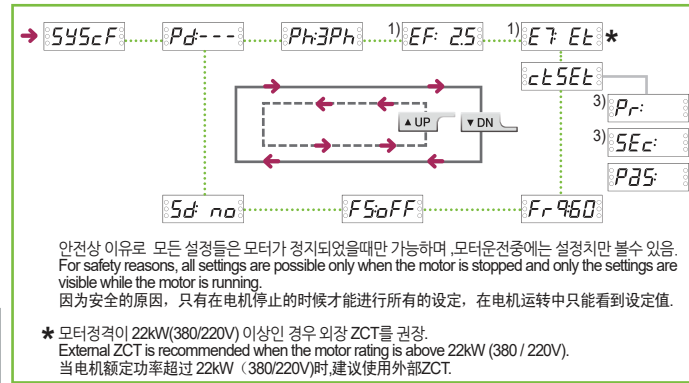 SYScF Pd:--- Ph:3Ph 1) EF: 2.5 1) E7: Et *
ctSEt
3) Pr:
▲ UP ▼ DN
3) SEc:
PaS:
Sd: no FS:oFF Fr9:60
안전상 이유로 모든 설정들은 모터가 정지되었을때만 가능하며 ,모터운전중에는 설정치만 볼수 있음.
For safety reasons, all settings are possible only when the motor is stopped and only the settings are
visible while the motor is running.
因为安全的原因，只有在电机停止的时候才能进行所有的设定，在电机运转中只能看到设定值.
* 모터정격이 22kW(380/220V) 이상인 경우 외장 ZCT를 권장.
External ZCT is recommended when the motor rating is above 22kW (380 / 220V).
当电机额定功率超过 22kW（380/220V)时,建议使用外部ZCT.